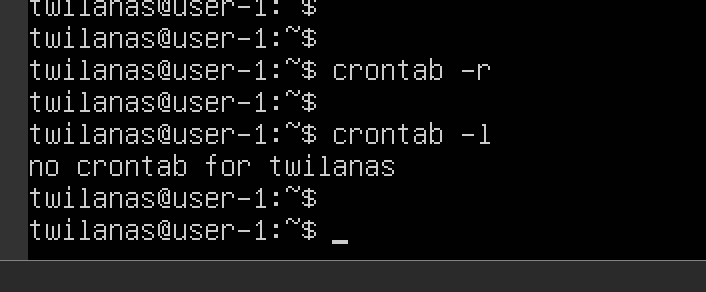 twilanas@user-1:~$
twilanas@user-1:~$
twilanas@user-1:~$ crontab -r
twilanas@user-1:~$
twilanas@user-1:~$ crontab -l
no crontab for twilanas
twilanas@user-1:~$
twilanas@user-1:~$ _